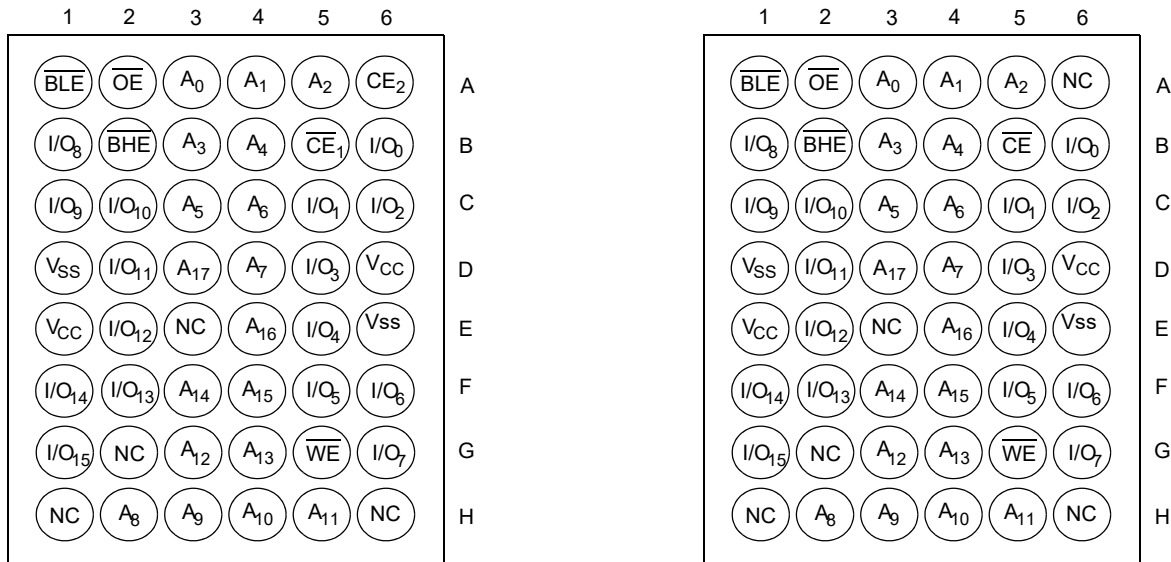 1 2 3 4 5 6 1 2 3 4 5 6
BLE OE A0 A1 A2 CE2 A BLE OE A0 A1 A2 NC A
I/O8 BHE A3 A4 CE1 I/O0 B I/O8 BHE A3 A4 CE I/O0 B
I/O9 I/O10 A5 A6 I/O1 I/O2 C I/O9 I/O10 A5 A6 I/O1 I/O2 C
VSS I/O11 A17 A7 I/O3 VCC D VSS I/O11 A17 A7 I/O3 VCC D
VCC I/O12 NC A16 I/O4 Vss E VCC I/O12 NC A16 I/O4 Vss E
I/O14 I/O13 A14 A15 I/O5 I/O6 F I/O14 I/O13 A14 A15 I/O5 I/O6 F
I/O15 NC A12 A13 WE I/O7 G I/O15 NC A12 A13 WE I/O7 G
NC A8 A9 A10 A11 NC H NC A8 A9 A10 A11 NC H